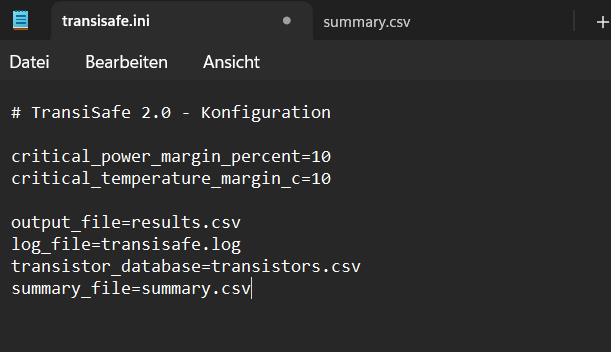 transisafe.ini
summary.csv
Datei Bearbeiten Ansicht
# TransiSafe 2.0 - Konfiguration
critical_power_margin_percent=10
critical_temperature_margin_c=10
output_file=results.csv
log_file=transisafe.log
transistor_database=transistors.csv
summary_file=summary.csv